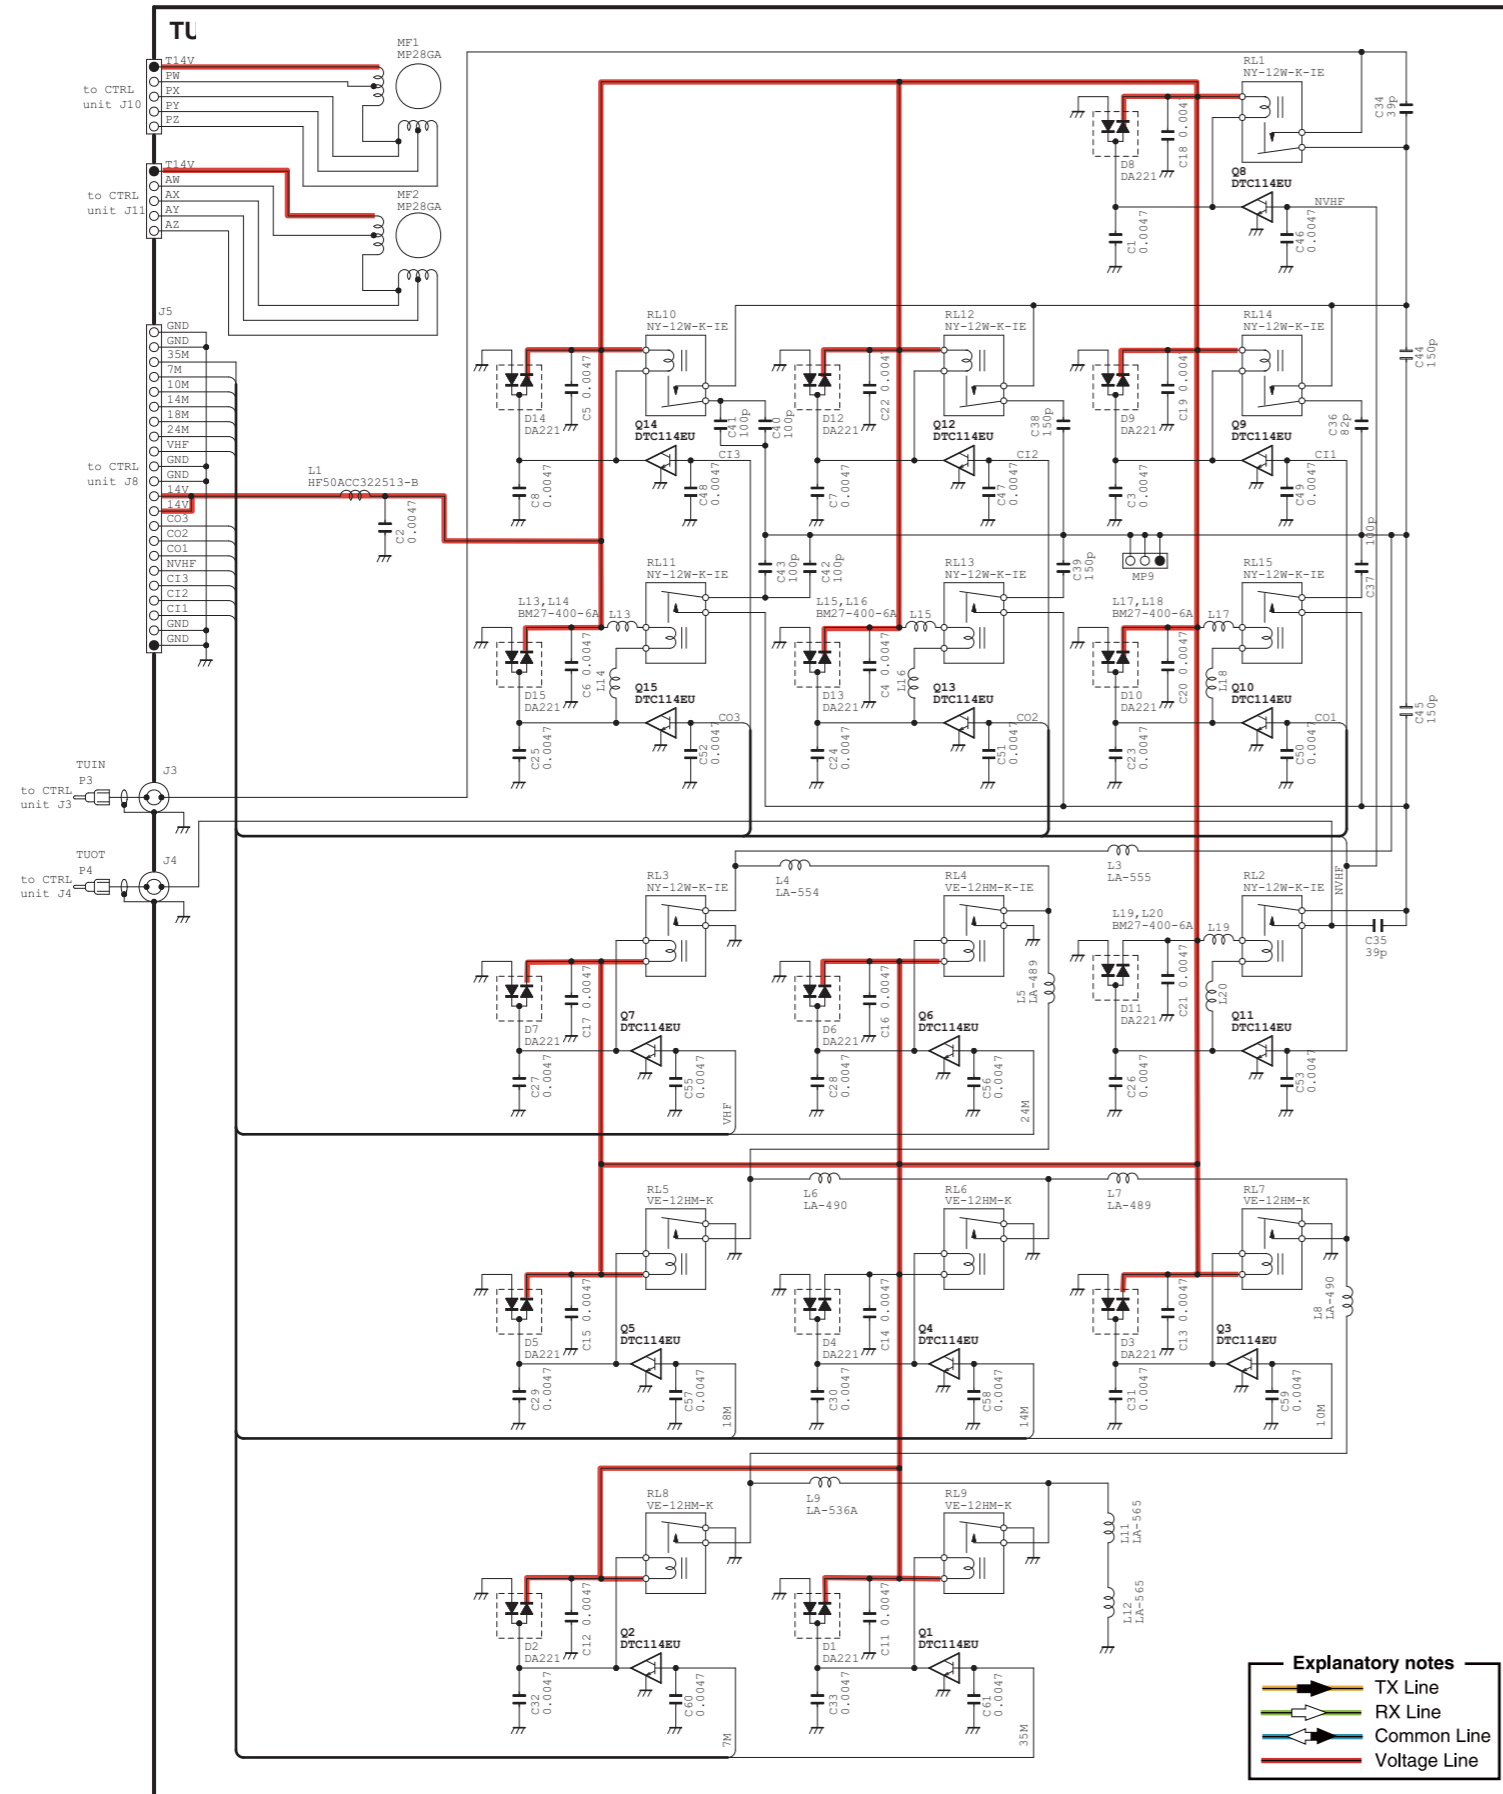 TU
MF1
MP28GA
T14V
PW
PX
PY
PZ
to CTRL
unit J10
T14V
AW
AX
AY
AZ
to CTRL
unit J11
MF2
MP28GA
RL1
NY-12W-K-IE
C34
39p
D8
DA221
C18 0.004
Q8
DTC114EU
NVHF
C1
0.0047
C46
0.0047
J5
GND
GND
35M
7M
10M
14M
18M
24M
VHF
GND
GND
14V
14V
CO3
CO2
CO1
NVHF
CI3
CI2
CI1
GND
GND
to CTRL
unit J8
L1
HF50ACC322513-B
C2
0.0047
RL10
NY-12W-K-IE
D14
DA221
C5 0.0047
Q14
DTC114EU
C41
100p
C40
100p
CI3
C8
0.0047
C48
0.0047
RL12
NY-12W-K-IE
D12
DA221
C22 0.004
Q12
DTC114EU
C38
150p
CI2
C7
0.0047
C47
0.0047
RL14
NY-12W-K-IE
D9
DA221
C19 0.004
Q9
DTC114EU
C36
82p
CI1
C3
0.0047
C49
0.0047
C44
150p
RL11
NY-12W-K-IE
C43
100p
C42
100p
L13,L14
BM27-400-6A
L13
D15
DA221
C6 0.0047
L14
Q15
DTC114EU
CO3
C25
0.0047
C52
0.0047
RL13
NY-12W-K-IE
C39
150p
L15,L16
BM27-400-6A
L15
D13
DA221
C4 0.0047
L16
Q13
DTC114EU
CO2
C24
0.0047
C51
0.0047
MP9
RL15
NY-12W-K-IE
C37
100p
L17,L18
BM27-400-6A
L17
D10
DA221
C20 0.0047
L18
Q10
DTC114EU
CO1
C23
0.0047
C50
0.0047
C45
150p
TUIN
P3
J3
to CTRL
unit J3
TUOT
P4
J4
to CTRL
unit J4
RL3
NY-12W-K-IE
L4
LA-554
D7
DA221
C17 0.0047
Q7
DTC114EU
C27
0.0047
C55
0.0047
VHF
RL4
VE-12HM-K-IE
L5
LA-489
D6
DA221
C16 0.0047
Q6
DTC114EU
C28
0.0047
C56
0.0047
24M
L3
LA-555
RL2
NY-12W-K-IE
NVHF
L19,L20
BM27-400-6A
L19
C35
39p
D11
DA221
C21 0.0047
L20
Q11
DTC114EU
C26
0.0047
C53
0.0047
RL5
VE-12HM-K
L6
LA-490
D5
DA221
C15 0.0047
Q5
DTC114EU
C29
0.0047
C57
0.0047
18M
RL6
VE-12HM-K
L7
LA-489
D4
DA221
C14 0.0047
Q4
DTC114EU
C30
0.0047
C58
0.0047
14M
RL7
VE-12HM-K
L8
LA-490
D3
DA221
C13 0.0047
Q3
DTC114EU
C31
0.0047
C59
0.0047
10M
RL8
VE-12HM-K
L9
LA-536A
D2
DA221
C12 0.0047
Q2
DTC114EU
C32
0.0047
C60
0.0047
7M
RL9
VE-12HM-K
L11
LA-565
L12
LA-565
D1
DA221
C11 0.0047
Q1
DTC114EU
C33
0.0047
C61
0.0047
35M
Explanatory notes
TX Line
RX Line
Common Line
Voltage Line